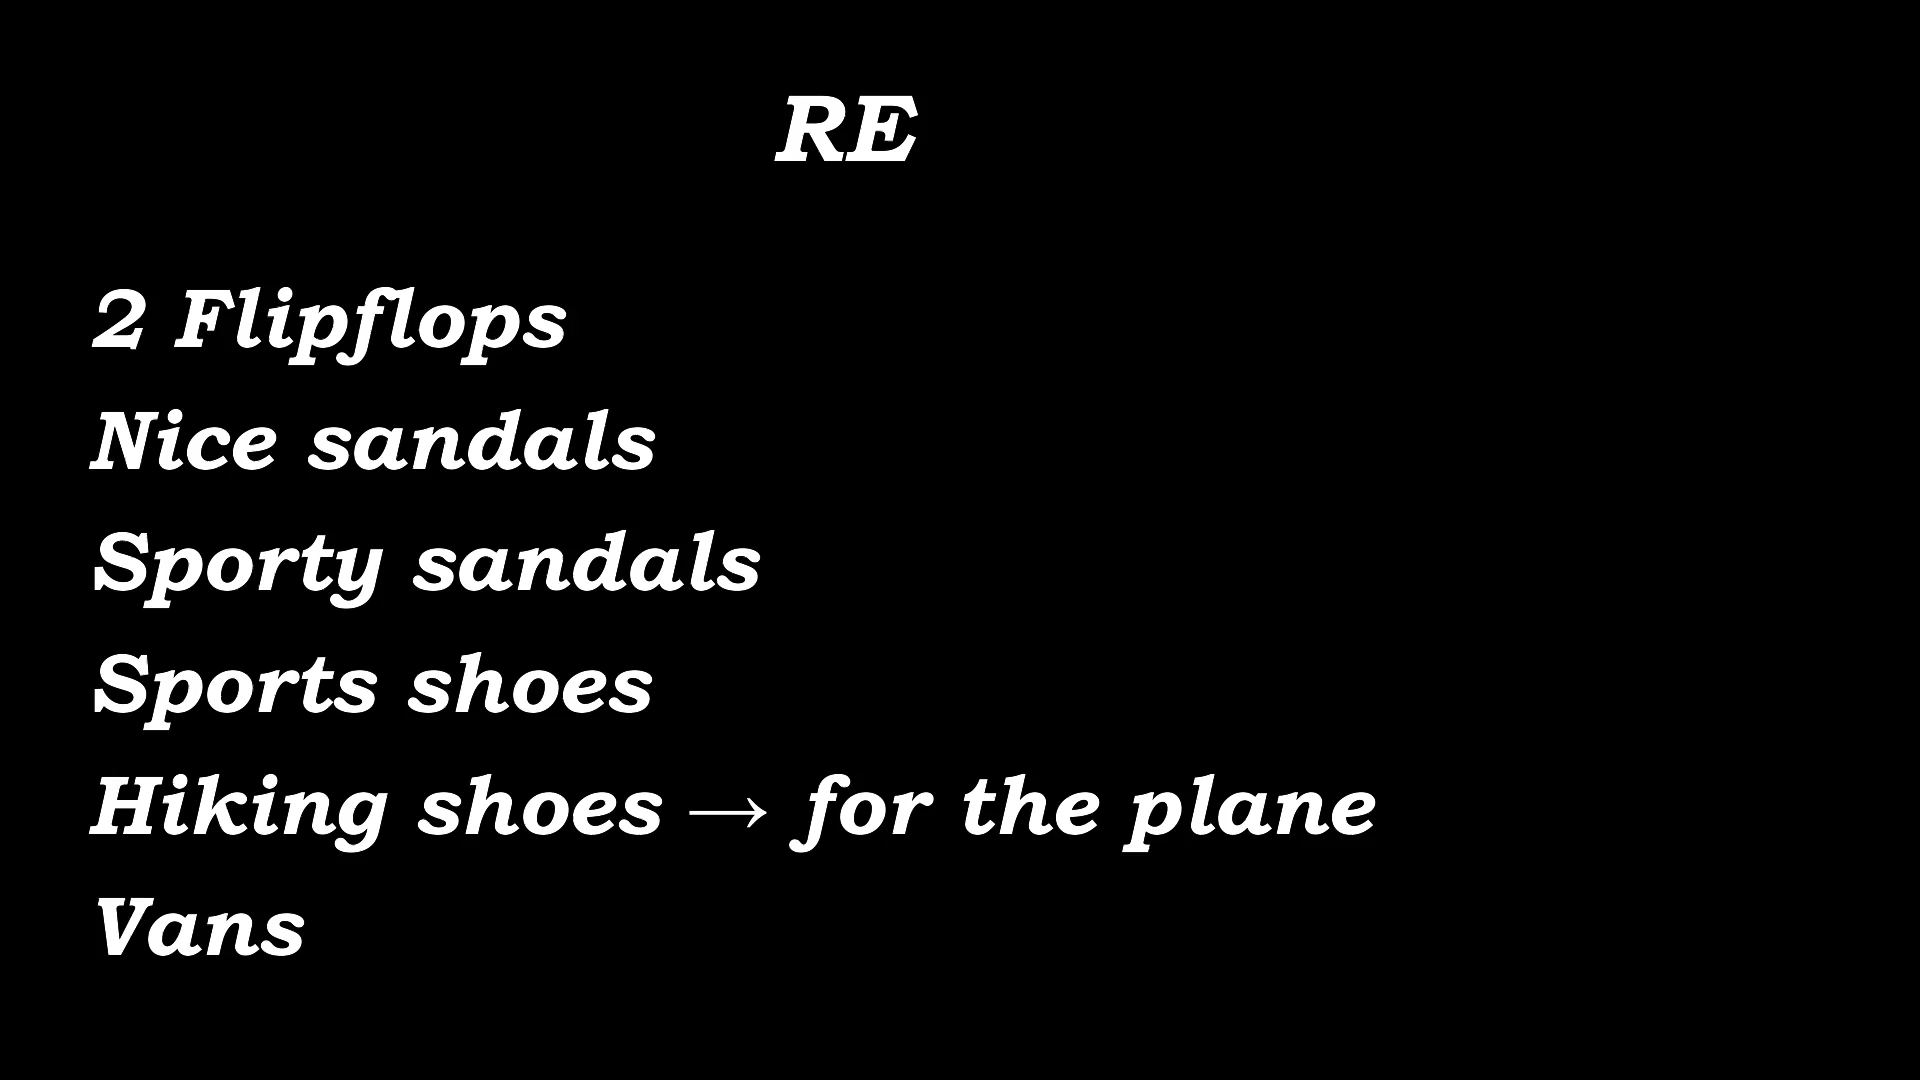 RE
2 Flipflops
Nice sandals
Sporty sandals
Sports shoes
Hiking shoes → for the plane
Vans